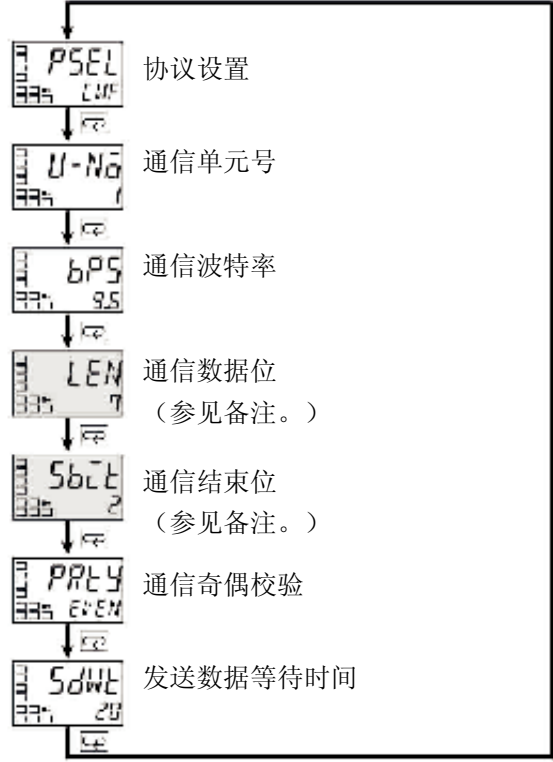 PSEL 协议设置
CWF
U-No 通信单元号
1
bPS 通信波特率
9.6
LEN 通信数据位
7 （参见备注。）
Sbit 通信结束位
2 （参见备注。）
PRtY 通信奇偶校验
EVEN
SdWt 发送数据等待时间
20